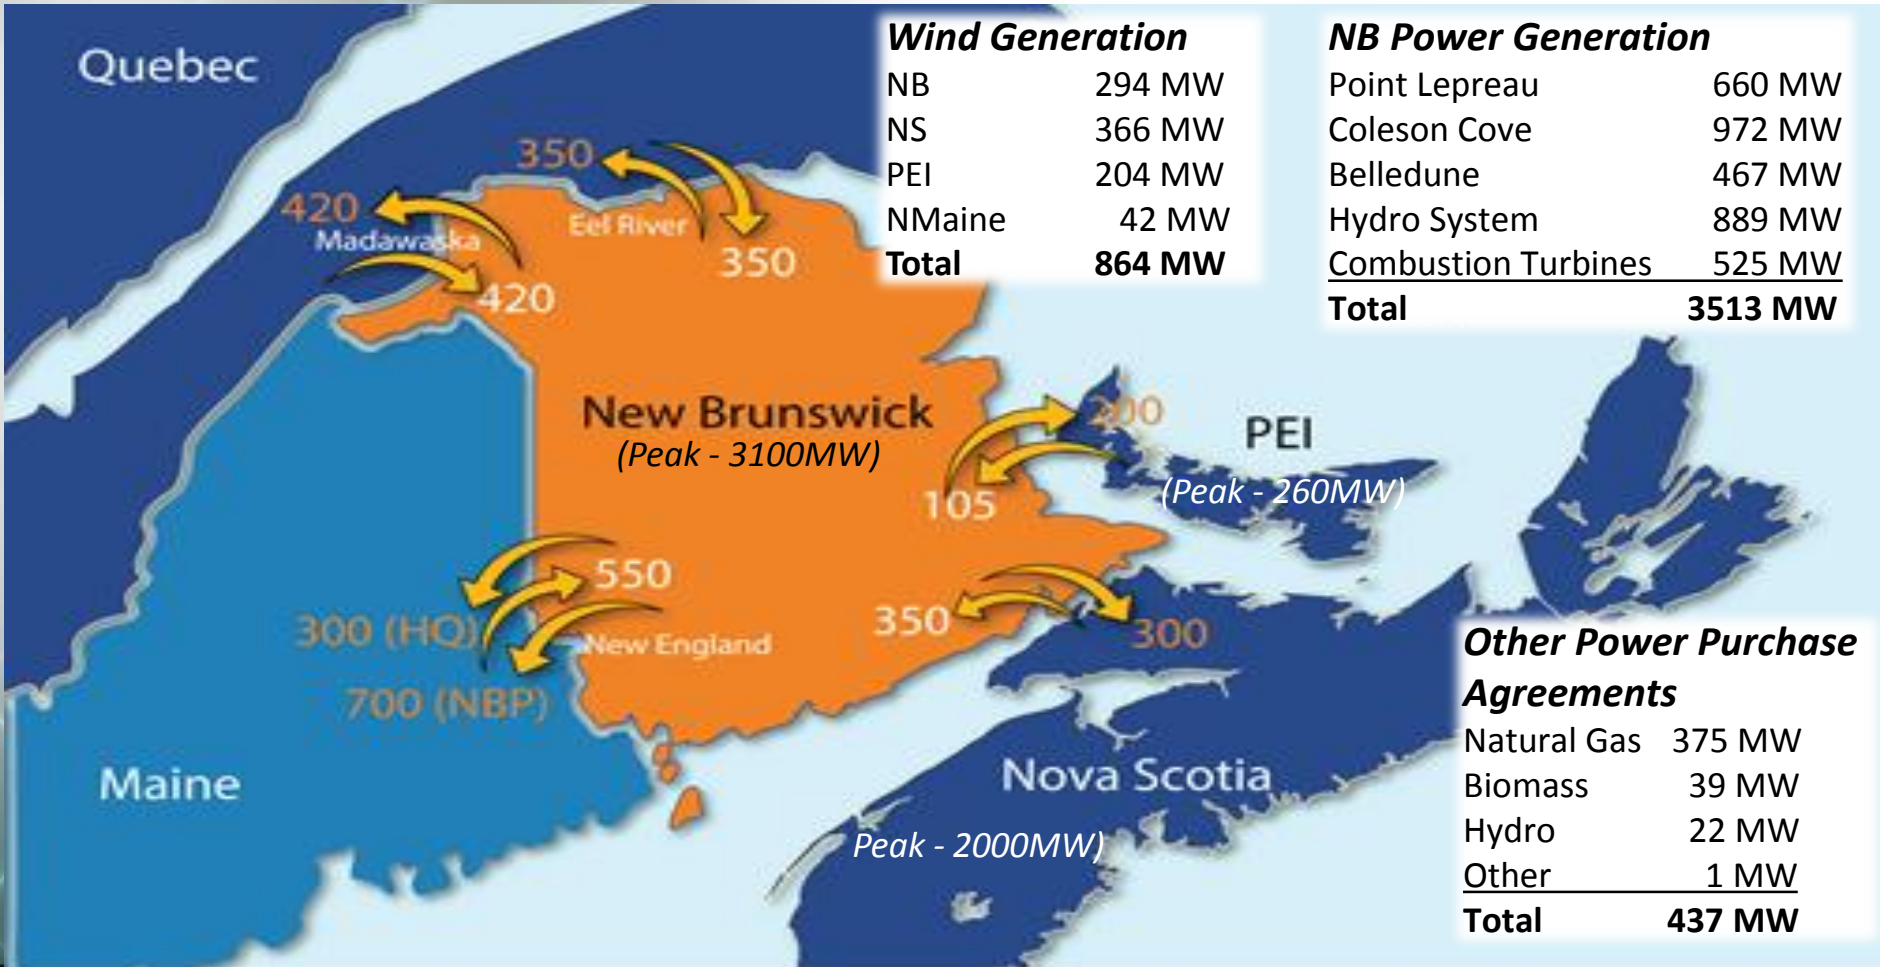 Quebec
Wind Generation
NB 294 MW
NS 366 MW
PEI 204 MW
NMaine 42 MW
Total 864 MW
NB Power Generation
Point Lepreau 660 MW
Coleson Cove 972 MW
Belledune 467 MW
Hydro System 889 MW
Combustion Turbines 525 MW
Total 3513 MW
350
420
Madawaska
Eel River
350
420
New Brunswick
(Peak - 3100MW)
200
PEI
(Peak - 260MW)
105
550
300 (HQ)
New England
700 (NBP)
350
300
Maine
Nova Scotia
Peak - 2000MW)
Other Power Purchase
Agreements
Natural Gas 375 MW
Biomass 39 MW
Hydro 22 MW
Other 1 MW
Total 437 MW